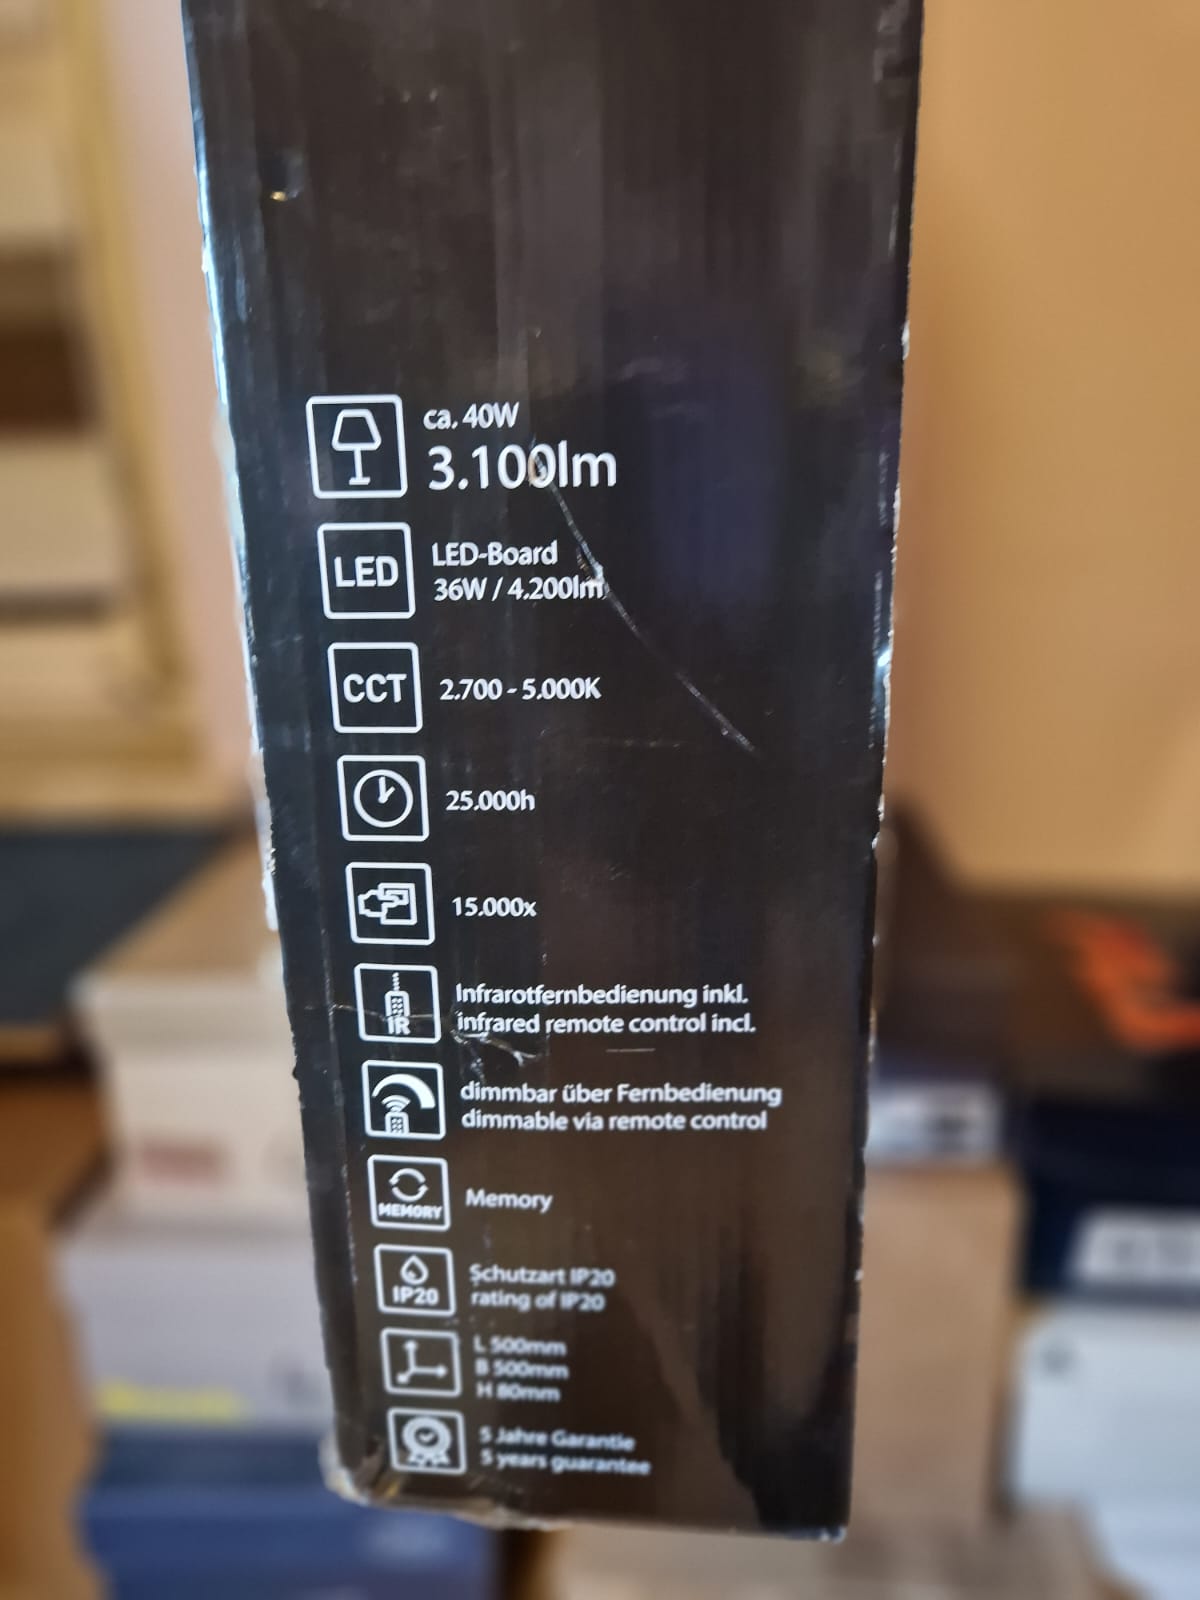 ca. 40W
3.100lm
LED
LED-Board
36W / 4.200lm
CCT
2.700 - 5.000K
25.000h
15.000x
IR
Infrarotfernbedienung inkl.
infrared remote control incl.
dimmbar über Fernbedienung
dimmable via remote control
MEMORY
Memory
IP20
Schutzart IP20
rating of IP20
L 500mm
B 500mm
H 80mm
5 Jahre Garantie
5 years guarantee